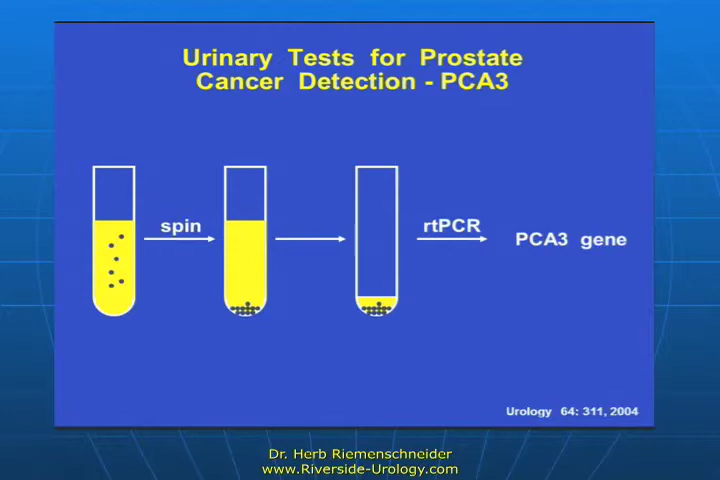 Urinary Tests for Prostate
Cancer Detection - PCA3
spin
rtPCR
PCA3 gene
Urology 64: 311, 2004
Dr. Herb Riemenschneider
www.Riverside-Urology.com